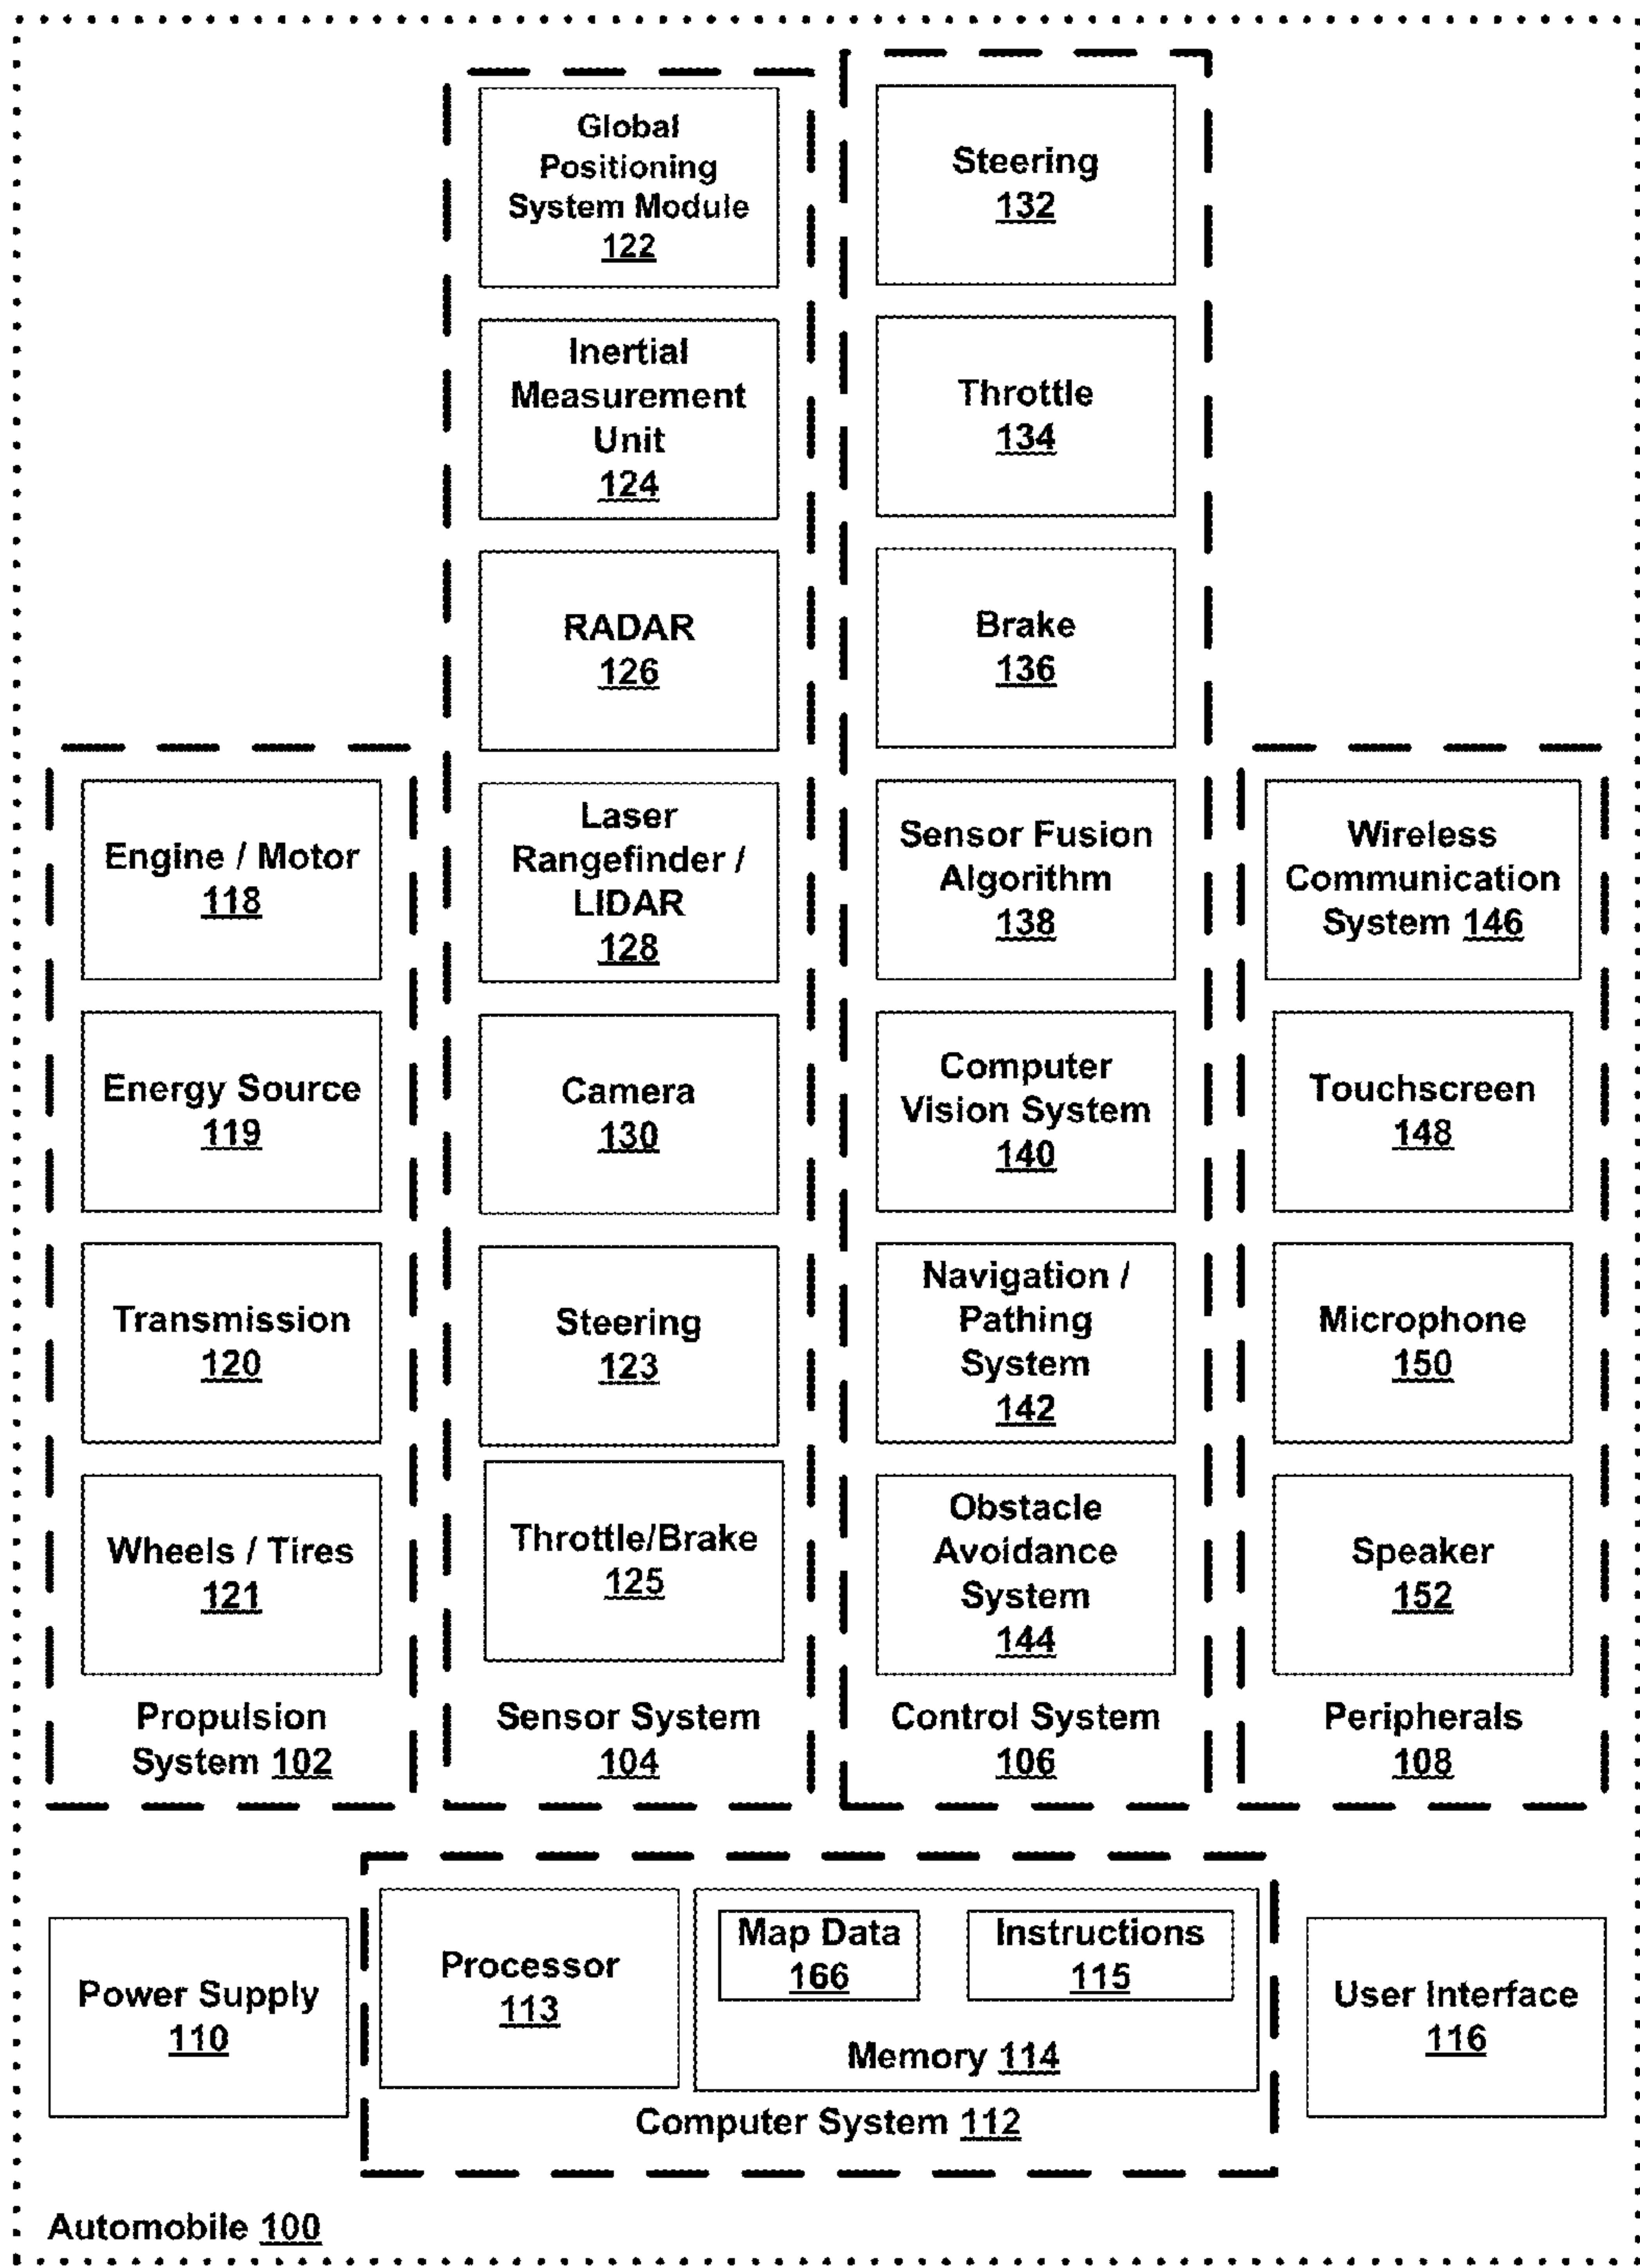 Global
Positioning
System Module
122
Inertial
Measurement
Unit
124
RADAR
126
Laser
Rangefinder /
LIDAR
128
Camera
130
Steering
123
Throttle/Brake
125
Sensor System
104
Steering
132
Throttle
134
Brake
136
Sensor Fusion
Algorithm
138
Computer
Vision System
140
Navigation /
Pathing
System
142
Obstacle
Avoidance
System
144
Control System
106
Engine / Motor
118
Energy Source
119
Transmission
120
Wheels / Tires
121
Propulsion
System 102
Wireless
Communication
System 146
Touchscreen
148
Microphone
150
Speaker
152
Peripherals
108
Power Supply
110
Processor
113
Map Data
166
Instructions
115
Memory 114
Computer System 112
User Interface
116
Automobile 100